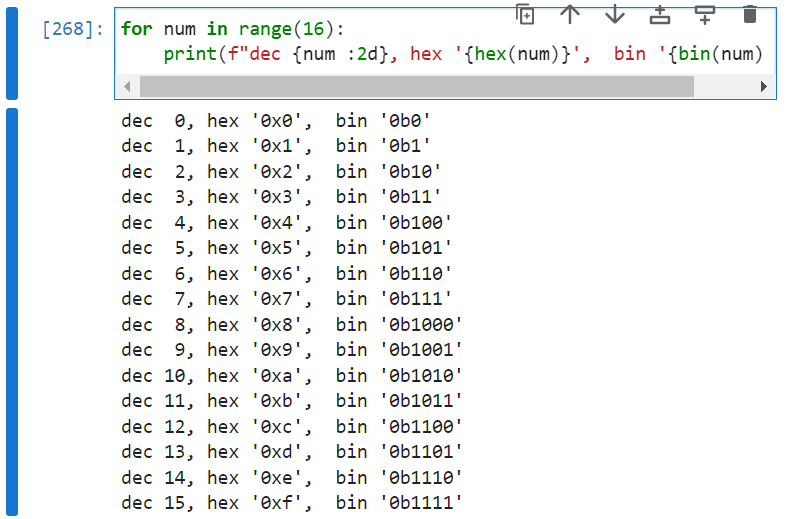 [268]: for num in range(16):
print(f"dec {num :2d}, hex '{hex(num)}',  bin '{bin(num)
dec  0, hex '0x0',  bin '0b0'
dec  1, hex '0x1',  bin '0b1'
dec  2, hex '0x2',  bin '0b10'
dec  3, hex '0x3',  bin '0b11'
dec  4, hex '0x4',  bin '0b100'
dec  5, hex '0x5',  bin '0b101'
dec  6, hex '0x6',  bin '0b110'
dec  7, hex '0x7',  bin '0b111'
dec  8, hex '0x8',  bin '0b1000'
dec  9, hex '0x9',  bin '0b1001'
dec 10, hex '0xa',  bin '0b1010'
dec 11, hex '0xb',  bin '0b1011'
dec 12, hex '0xc',  bin '0b1100'
dec 13, hex '0xd',  bin '0b1101'
dec 14, hex '0xe',  bin '0b1110'
dec 15, hex '0xf',  bin '0b1111'